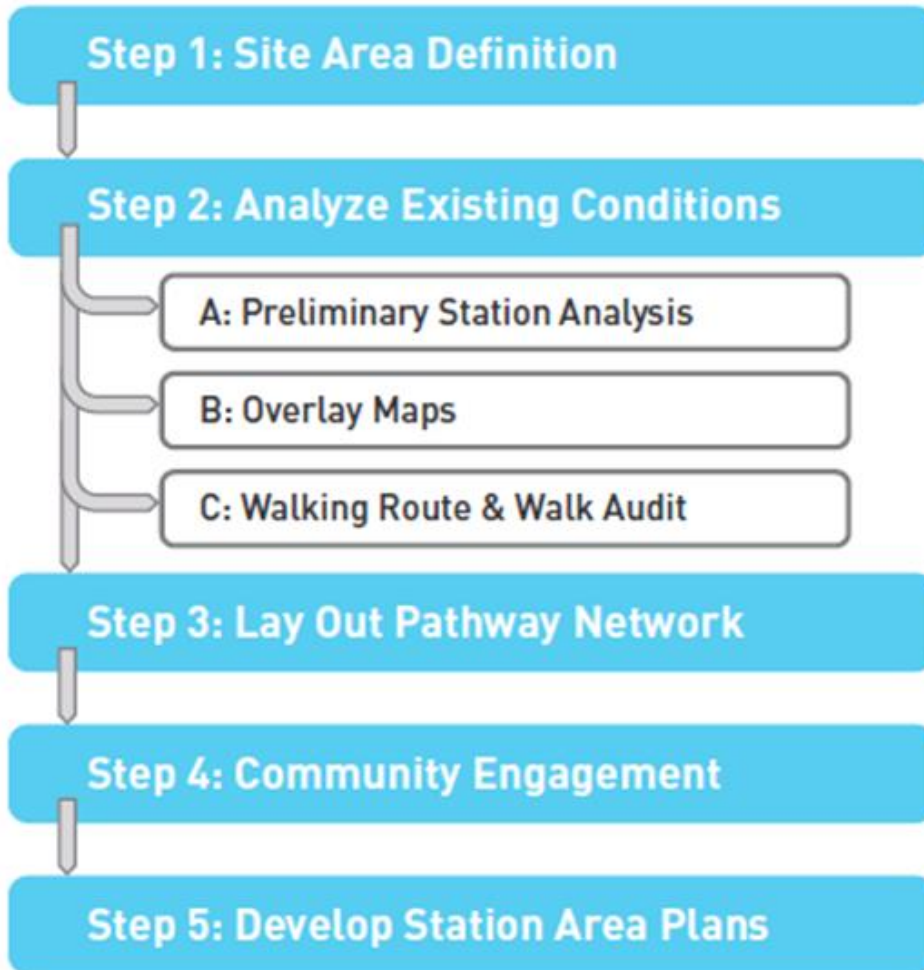 Step 1: Site Area Definition
Step 2: Analyze Existing Conditions
A: Preliminary Station Analysis
B: Overlay Maps
C: Walking Route & Walk Audit
Step 3: Lay Out Pathway Network
Step 4: Community Engagement
Step 5: Develop Station Area Plans